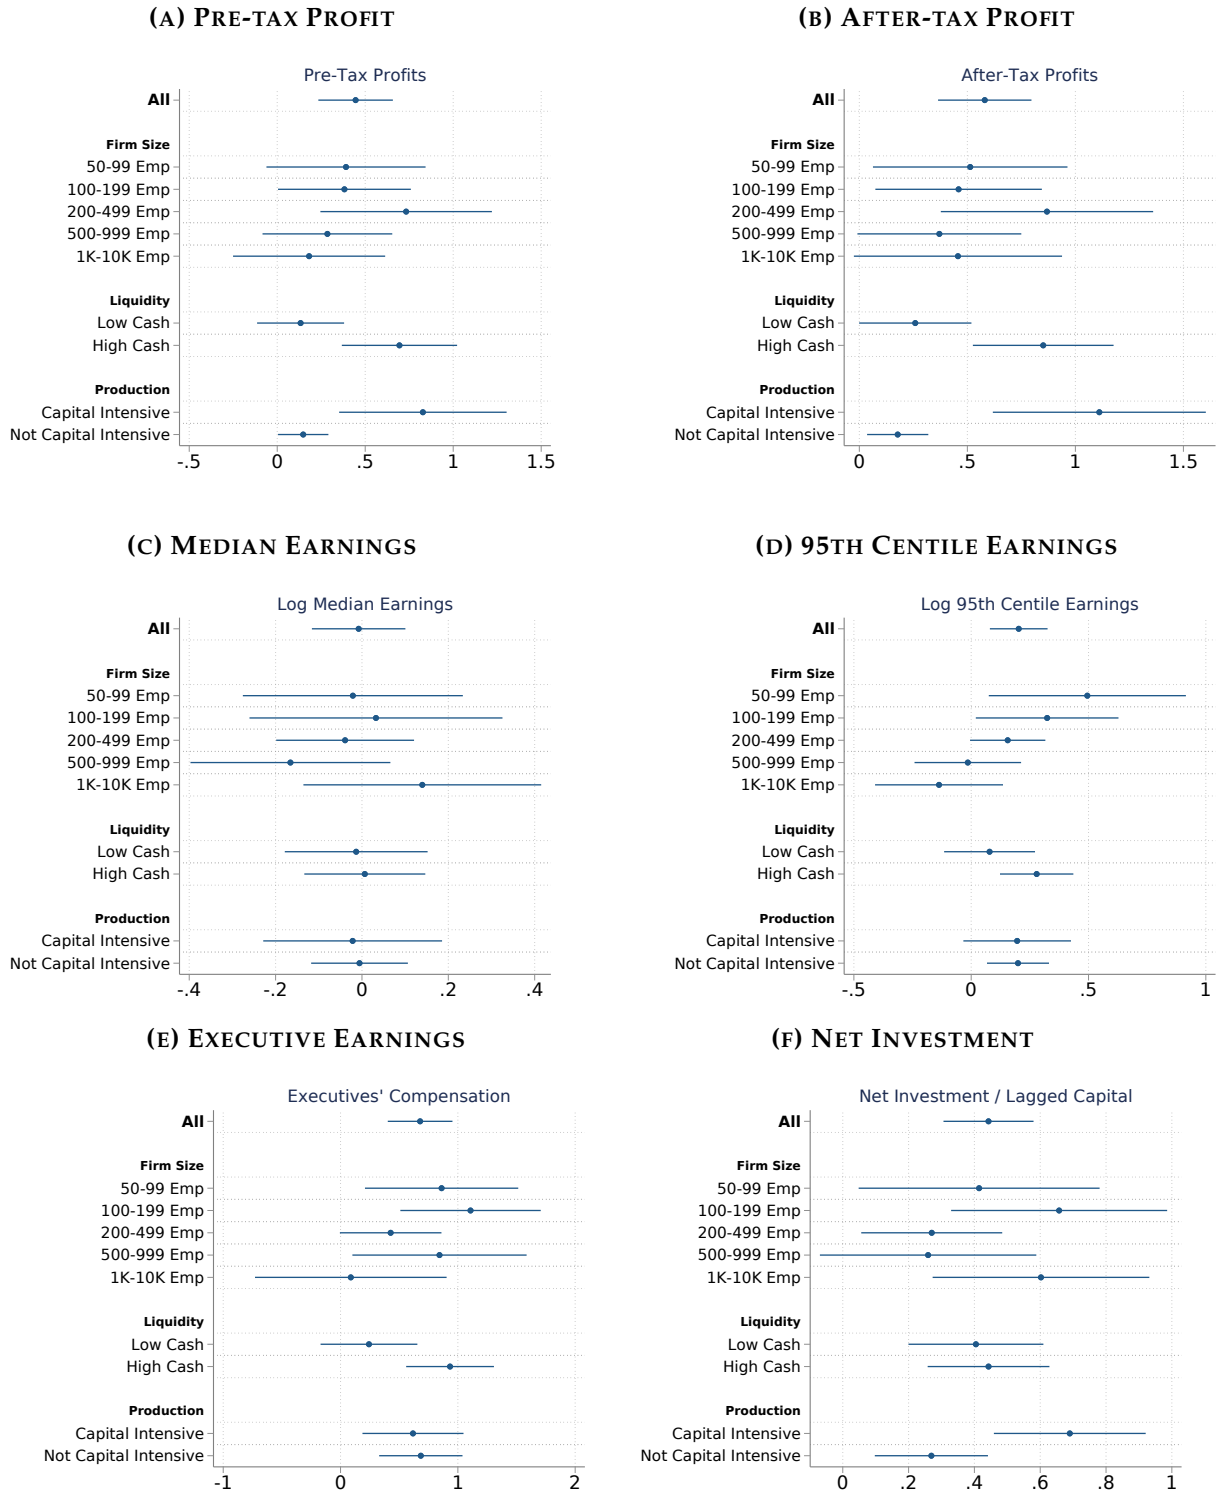 (A) PRE-TAX PROFIT
Pre-Tax Profits
All
Firm Size
50-99 Emp
100-199 Emp
200-499 Emp
500-999 Emp
1K-10K Emp
Liquidity
Low Cash
High Cash
Production
Capital Intensive
Not Capital Intensive
-.5 0 .5 1 1.5
(B) AFTER-TAX PROFIT
After-Tax Profits
All
Firm Size
50-99 Emp
100-199 Emp
200-499 Emp
500-999 Emp
1K-10K Emp
Liquidity
Low Cash
High Cash
Production
Capital Intensive
Not Capital Intensive
0 .5 1 1.5
(C) MEDIAN EARNINGS
Log Median Earnings
All
Firm Size
50-99 Emp
100-199 Emp
200-499 Emp
500-999 Emp
1K-10K Emp
Liquidity
Low Cash
High Cash
Production
Capital Intensive
Not Capital Intensive
-.4 -.2 0 .2 .4
(D) 95TH CENTILE EARNINGS
Log 95th Centile Earnings
All
Firm Size
50-99 Emp
100-199 Emp
200-499 Emp
500-999 Emp
1K-10K Emp
Liquidity
Low Cash
High Cash
Production
Capital Intensive
Not Capital Intensive
-.5 0 .5 1
(E) EXECUTIVE EARNINGS
Executives' Compensation
All
Firm Size
50-99 Emp
100-199 Emp
200-499 Emp
500-999 Emp
1K-10K Emp
Liquidity
Low Cash
High Cash
Production
Capital Intensive
Not Capital Intensive
-1 0 1 2
(F) NET INVESTMENT
Net Investment / Lagged Capital
All
Firm Size
50-99 Emp
100-199 Emp
200-499 Emp
500-999 Emp
1K-10K Emp
Liquidity
Low Cash
High Cash
Production
Capital Intensive
Not Capital Intensive
0 .2 .4 .6 .8 1